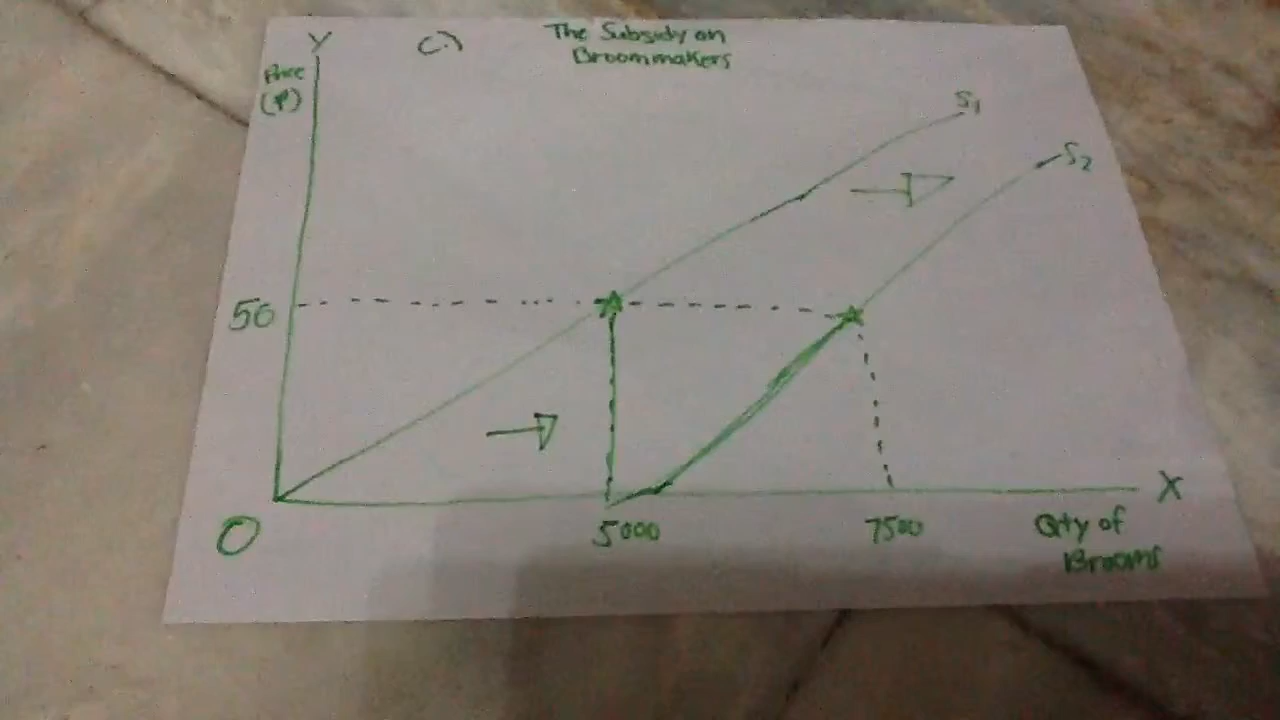 Y
C.)
The Subsidy on
Broommakers
Price
(P)
S1
S2
50
O
5000
7500
X
Qty of
Brooms